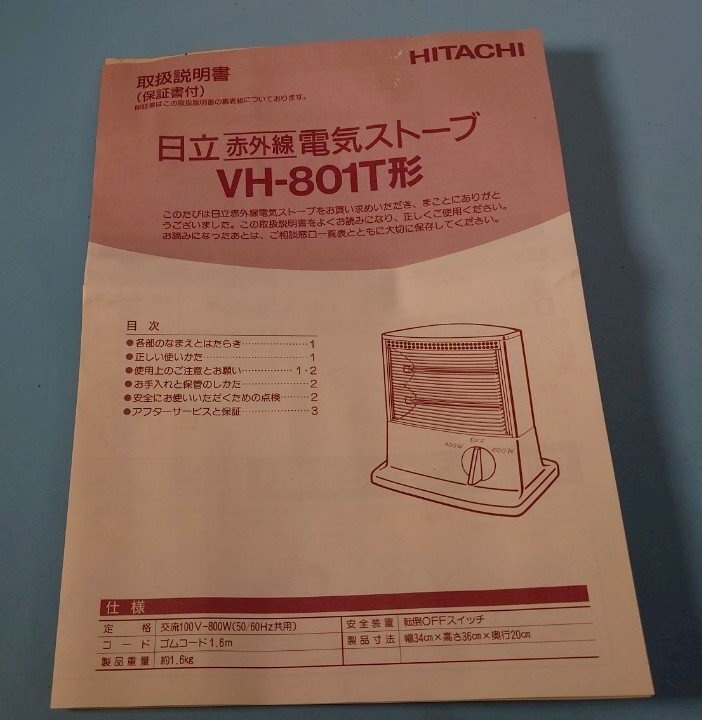 HITACHI
取扱説明書
(保証書付)
保証書はこの取扱説明書の裏表紙についております。
日立赤外線電気ストーブ
VH-801T形
このたびは日立赤外線電気ストーブをお買い求めいただき、まことにありがと
うございました。この取扱説明書をよくお読みになり、正しくご使用ください。
お読みになったあとは、ご相談窓口一覧表とともに大切に保存してください。
目次
●各部のなまえとはたらき……………1
●正しい使いかた……………1
●使用上のご注意とお願い……………1・2
●お手入れと保管のしかた……………2
●安全にお使いいただくための点検……………2
●アフターサービスと保証……………3
400W OFF 800W
仕様
定格 交流100V-800W(50/60Hz共用) 安全装置 転倒OFFスイッチ
コード ゴムコード1.6m 製品寸法 幅34cm×高さ36cm×奥行20cm
製品重量 約1.6kg